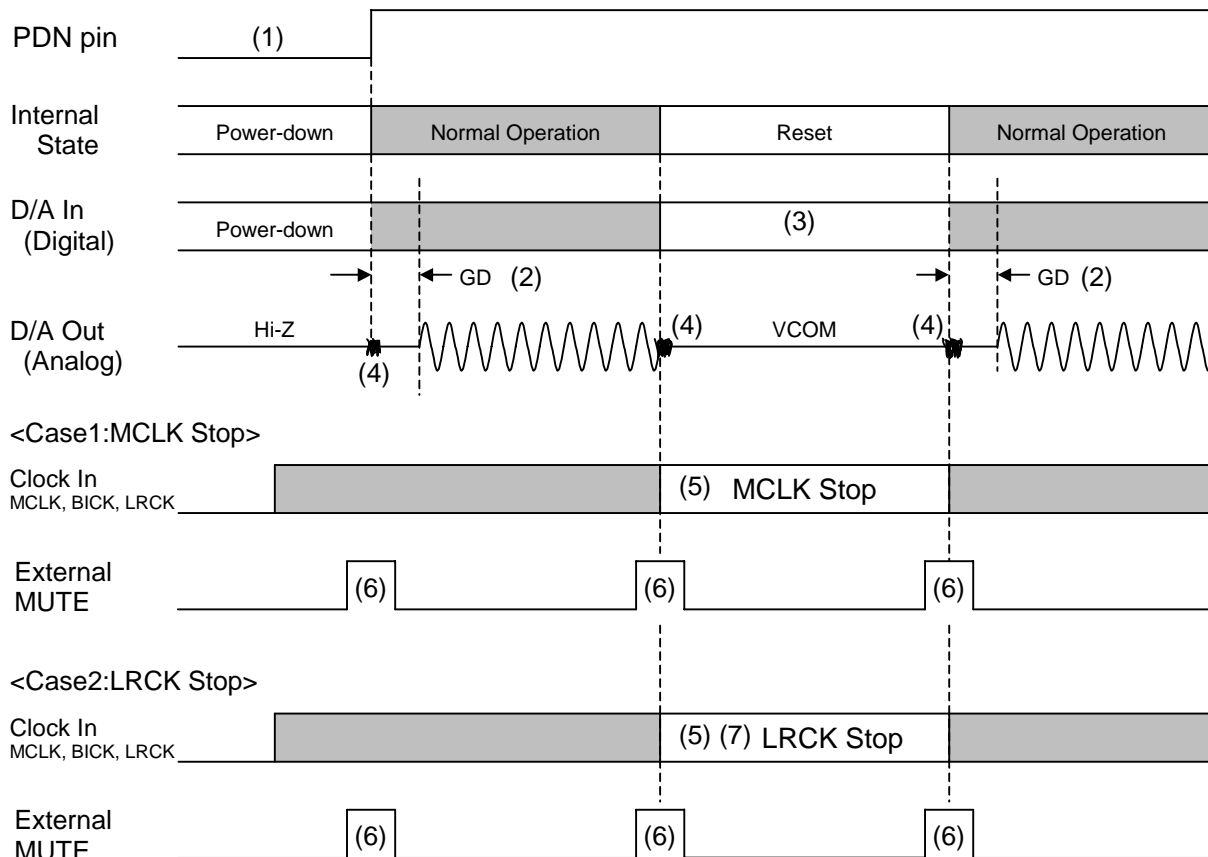 PDN pin (1)
Internal State Power-down Normal Operation Reset Normal Operation
D/A In (Digital) Power-down (3)
GD (2) GD (2)
D/A Out (Analog) Hi-Z (4) (4) VCOM (4)
<Case1:MCLK Stop>
Clock In
MCLK, BICK, LRCK (5) MCLK Stop
External MUTE (6) (6) (6)
<Case2:LRCK Stop>
Clock In
MCLK, BICK, LRCK (5) (7) LRCK Stop
External MUTE (6) (6) (6)